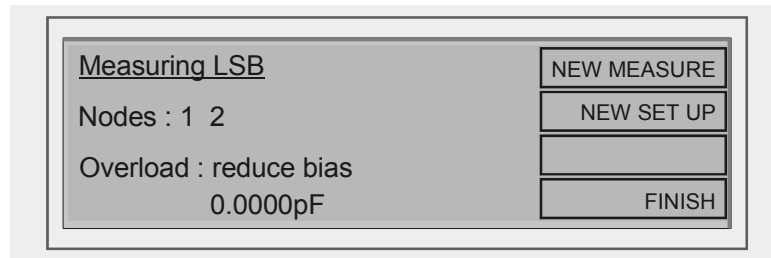 Measuring LSB
NEW MEASURE
Nodes : 1 2
NEW SET UP
Overload : reduce bias
0.0000pF
FINISH